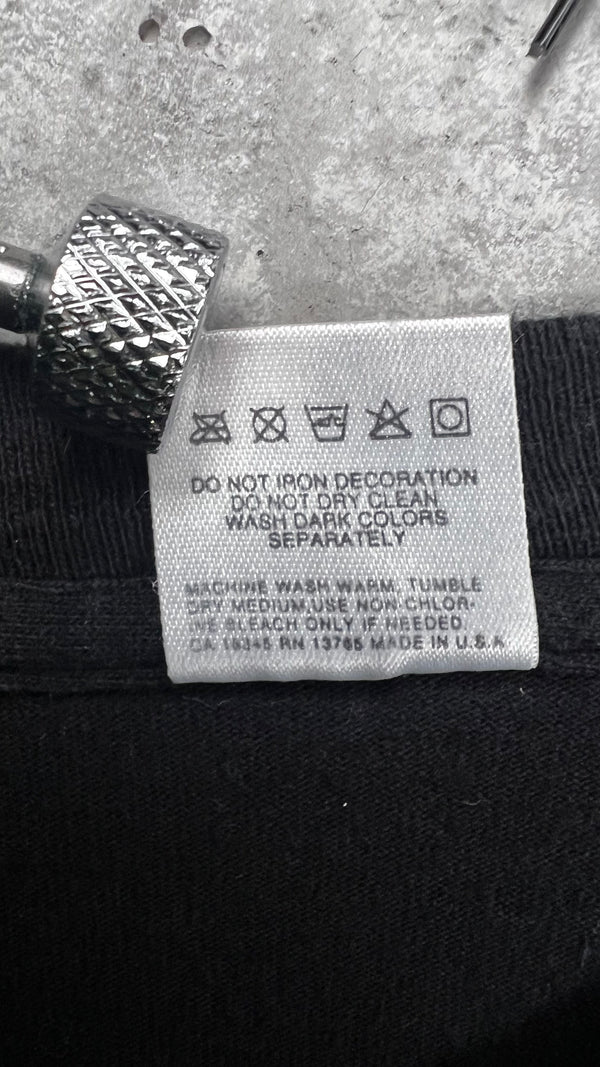 DO NOT IRON DECORATION
DO NOT DRY CLEAN
WASH DARK COLORS
SEPARATELY
MACHINE WASH WARM, TUMBLE
DRY MEDIUM, USE NON-CHLOR-
INE BLEACH ONLY IF NEEDED.
CA RN 13765 MADE IN U.S.A.